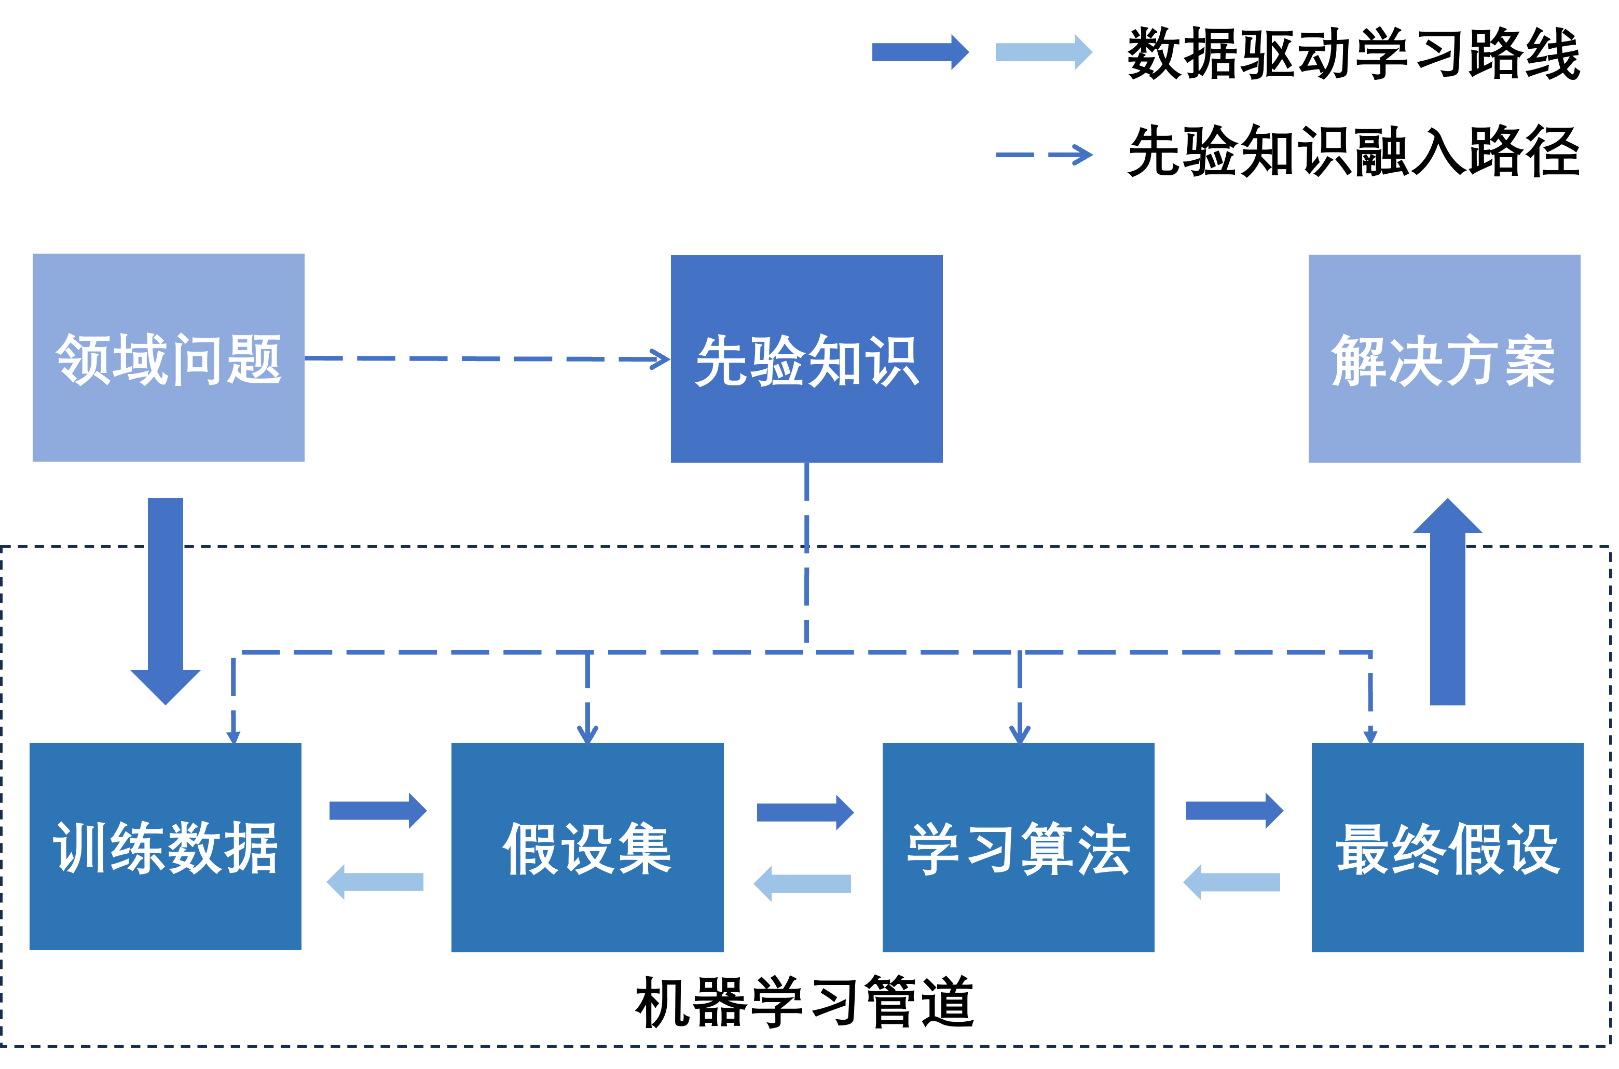 数据驱动学习路线
先验知识融入路径
领域问题
先验知识
解决方案
训练数据
假设集
学习算法
最终假设
机器学习管道